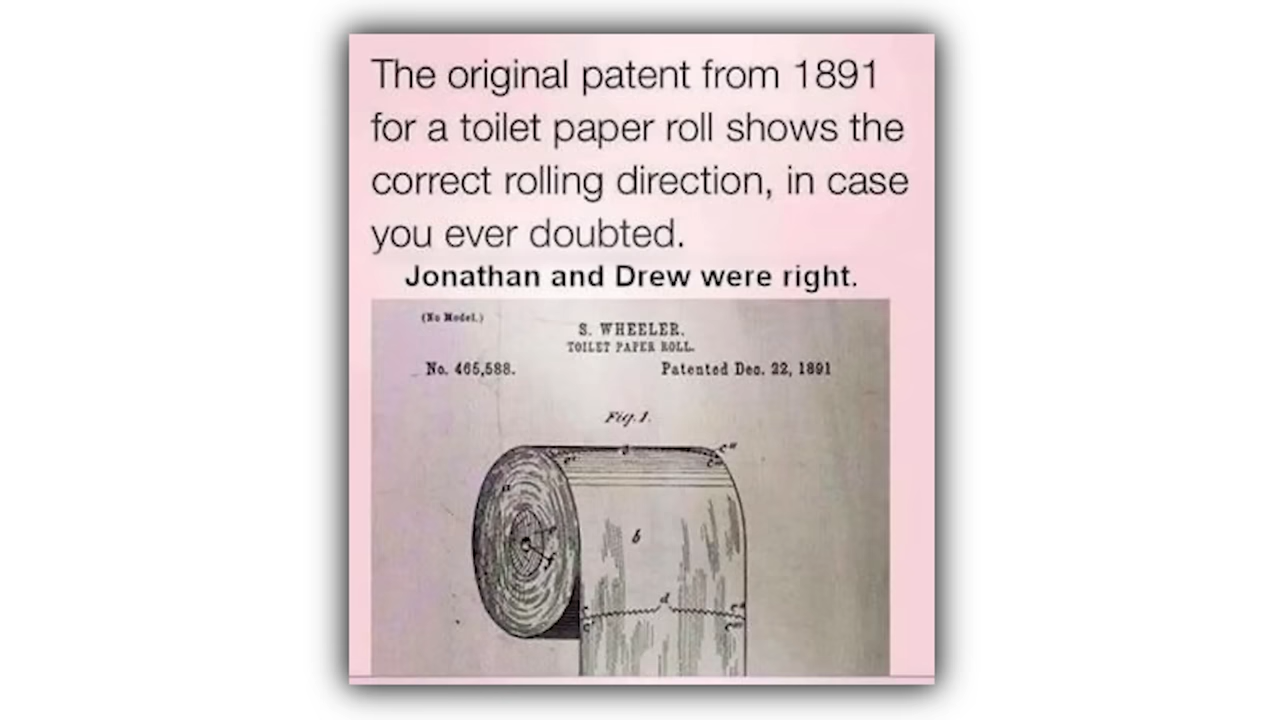 The original patent from 1891
for a toilet paper roll shows the
correct rolling direction, in case
you ever doubted.
Jonathan and Drew were right.
(No Model.)
S. WHEELER.
TOILET PAPER ROLL.
No. 465,588.
Patented Dec. 22, 1891
Fig. 1.
b
d